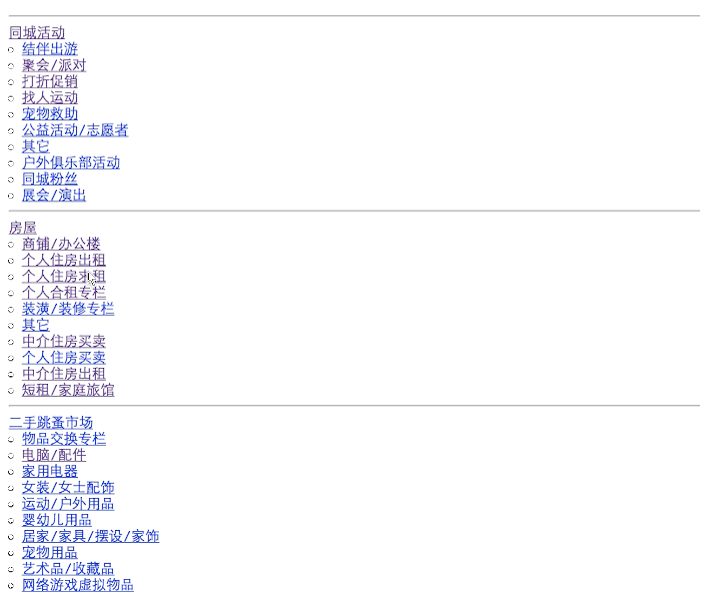 同城活动
结伴出游
聚会/派对
打折促销
找人运动
宠物救助
公益活动/志愿者
其它
户外俱乐部活动
同城粉丝
展会/演出
房屋
商铺/办公楼
个人住房出租
个人住房求租
个人合租专栏
装潢/装修专栏
其它
中介住房买卖
个人住房买卖
中介住房出租
短租/家庭旅馆
二手跳蚤市场
物品交换专栏
电脑/配件
家用电器
女装/女士配饰
运动/户外用品
婴幼儿用品
居家/家具/摆设/家饰
宠物用品
艺术品/收藏品
网络游戏虚拟物品